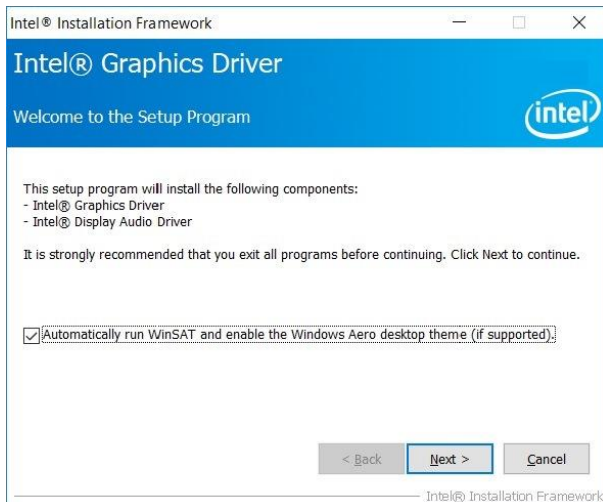 Intel® Installation Framework
Intel® Graphics Driver
Welcome to the Setup Program
intel
This setup program will install the following components:
- Intel® Graphics Driver
- Intel® Display Audio Driver
It is strongly recommended that you exit all programs before continuing. Click Next to continue.
Automatically run WinSAT and enable the Windows Aero desktop theme (if supported).
< Back Next > Cancel
Intel® Installation Framework